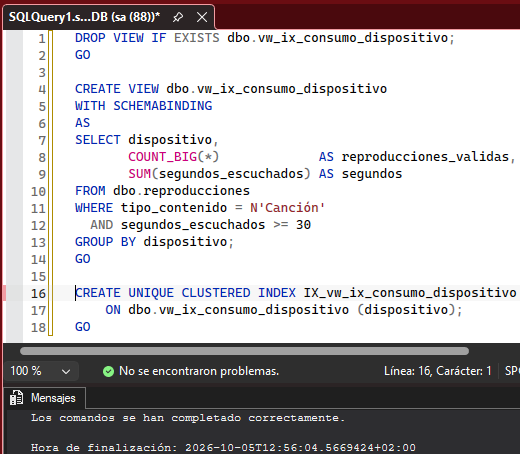 SQLQuery1.s...DB (sa (88))*
1 DROP VIEW IF EXISTS dbo.vw_ix_consumo_dispositivo;
2 GO
3
4 CREATE VIEW dbo.vw_ix_consumo_dispositivo
5 WITH SCHEMABINDING
6 AS
7 SELECT dispositivo,
8 COUNT_BIG(*) AS reproducciones_validas,
9 SUM(segundos_escuchados) AS segundos
10 FROM dbo.reproducciones
11 WHERE tipo_contenido = N'Canción'
12 AND segundos_escuchados >= 30
13 GROUP BY dispositivo;
14 GO
15
16 CREATE UNIQUE CLUSTERED INDEX IX_vw_ix_consumo_dispositivo
17 ON dbo.vw_ix_consumo_dispositivo (dispositivo);
18 GO
100 % No se encontraron problemas. Línea: 16, Carácter: 1 SPC
Mensajes
Los comandos se han completado correctamente.
Hora de finalización: 2026-10-05T12:56:04.5669424+02:00